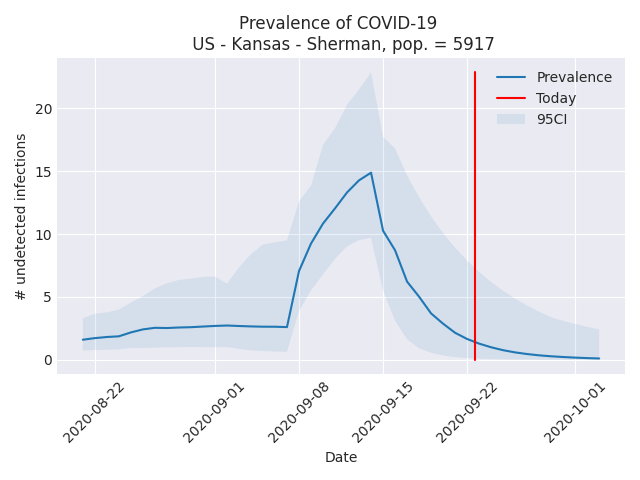 Prevalence of COVID-19
US - Kansas - Sherman, pop. = 5917
Prevalence
Today
95CI
# undetected infections
20
15
10
5
0
2020-08-22
2020-09-01
2020-09-08
2020-09-15
2020-09-22
2020-10-01
Date